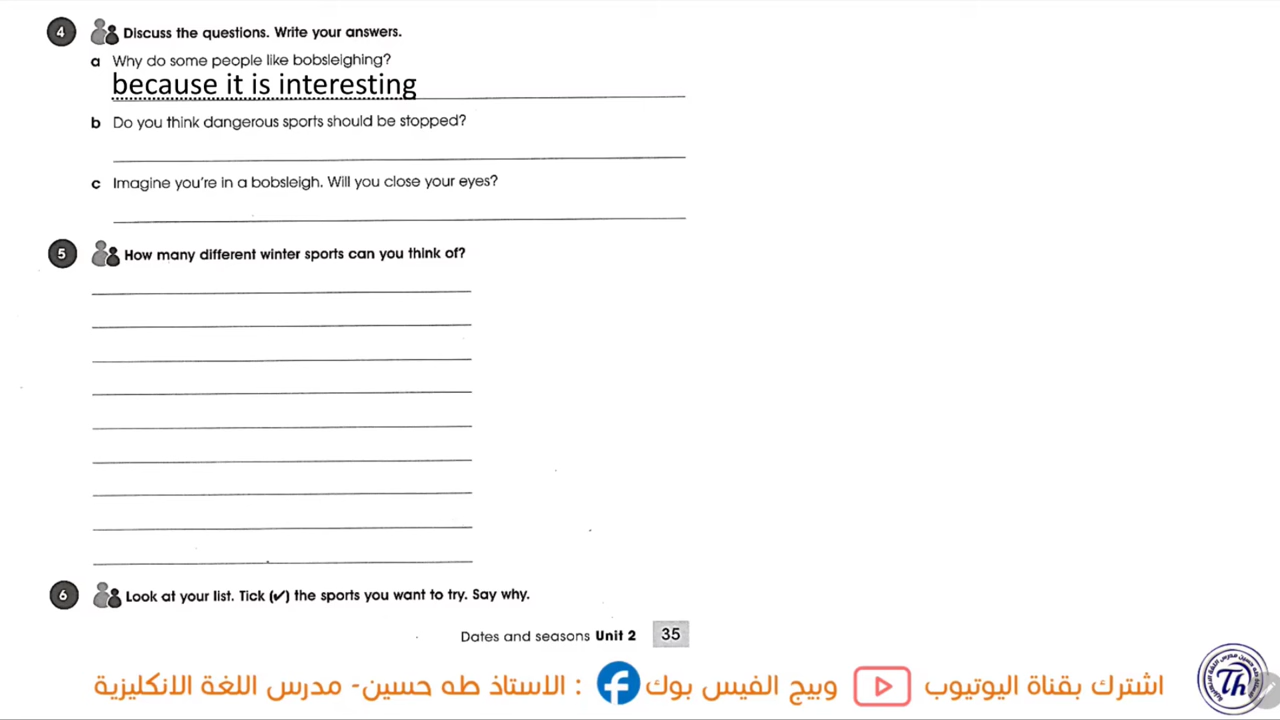 4 Discuss the questions. Write your answers.
a Why do some people like bobsleighing?
because it is interesting
b Do you think dangerous sports should be stopped?
c Imagine you're in a bobsleigh. Will you close your eyes?
5 How many different winter sports can you think of?
6 Look at your list. Tick (✔) the sports you want to try. Say why.
Dates and seasons Unit 2 35
اشترك بقناة اليوتيوب وبيج الفيس بوك : الاستاذ طه حسين- مدرس اللغة الانكليزية
Th